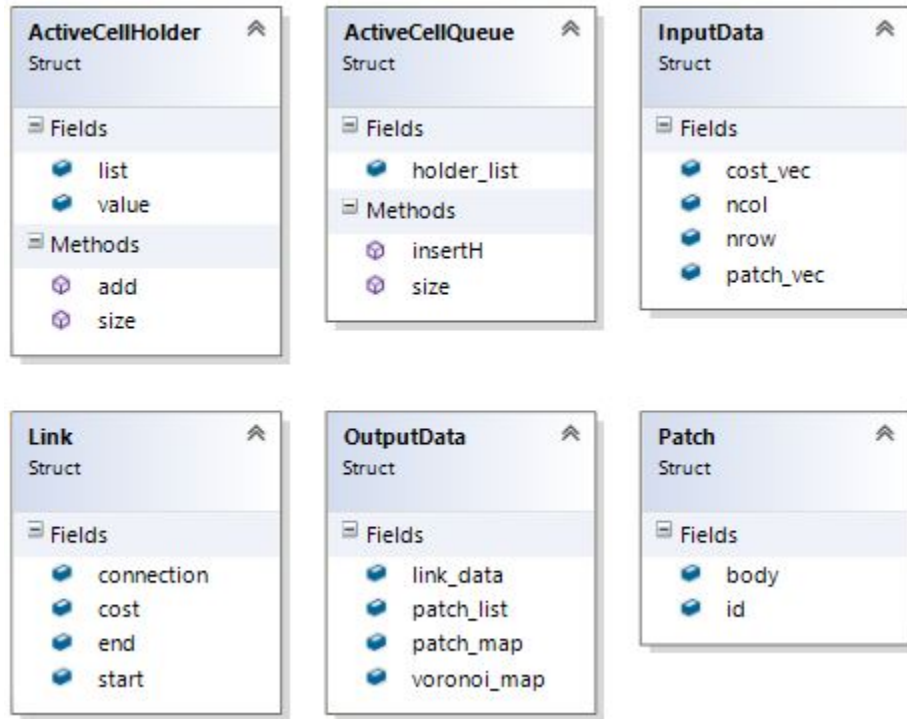 ActiveCellHolder
Struct
Fields
list
value
Methods
add
size
ActiveCellQueue
Struct
Fields
holder_list
Methods
insertH
size
InputData
Struct
Fields
cost_vec
ncol
nrow
patch_vec
Link
Struct
Fields
connection
cost
end
start
OutputData
Struct
Fields
link_data
patch_list
patch_map
voronoi_map
Patch
Struct
Fields
body
id